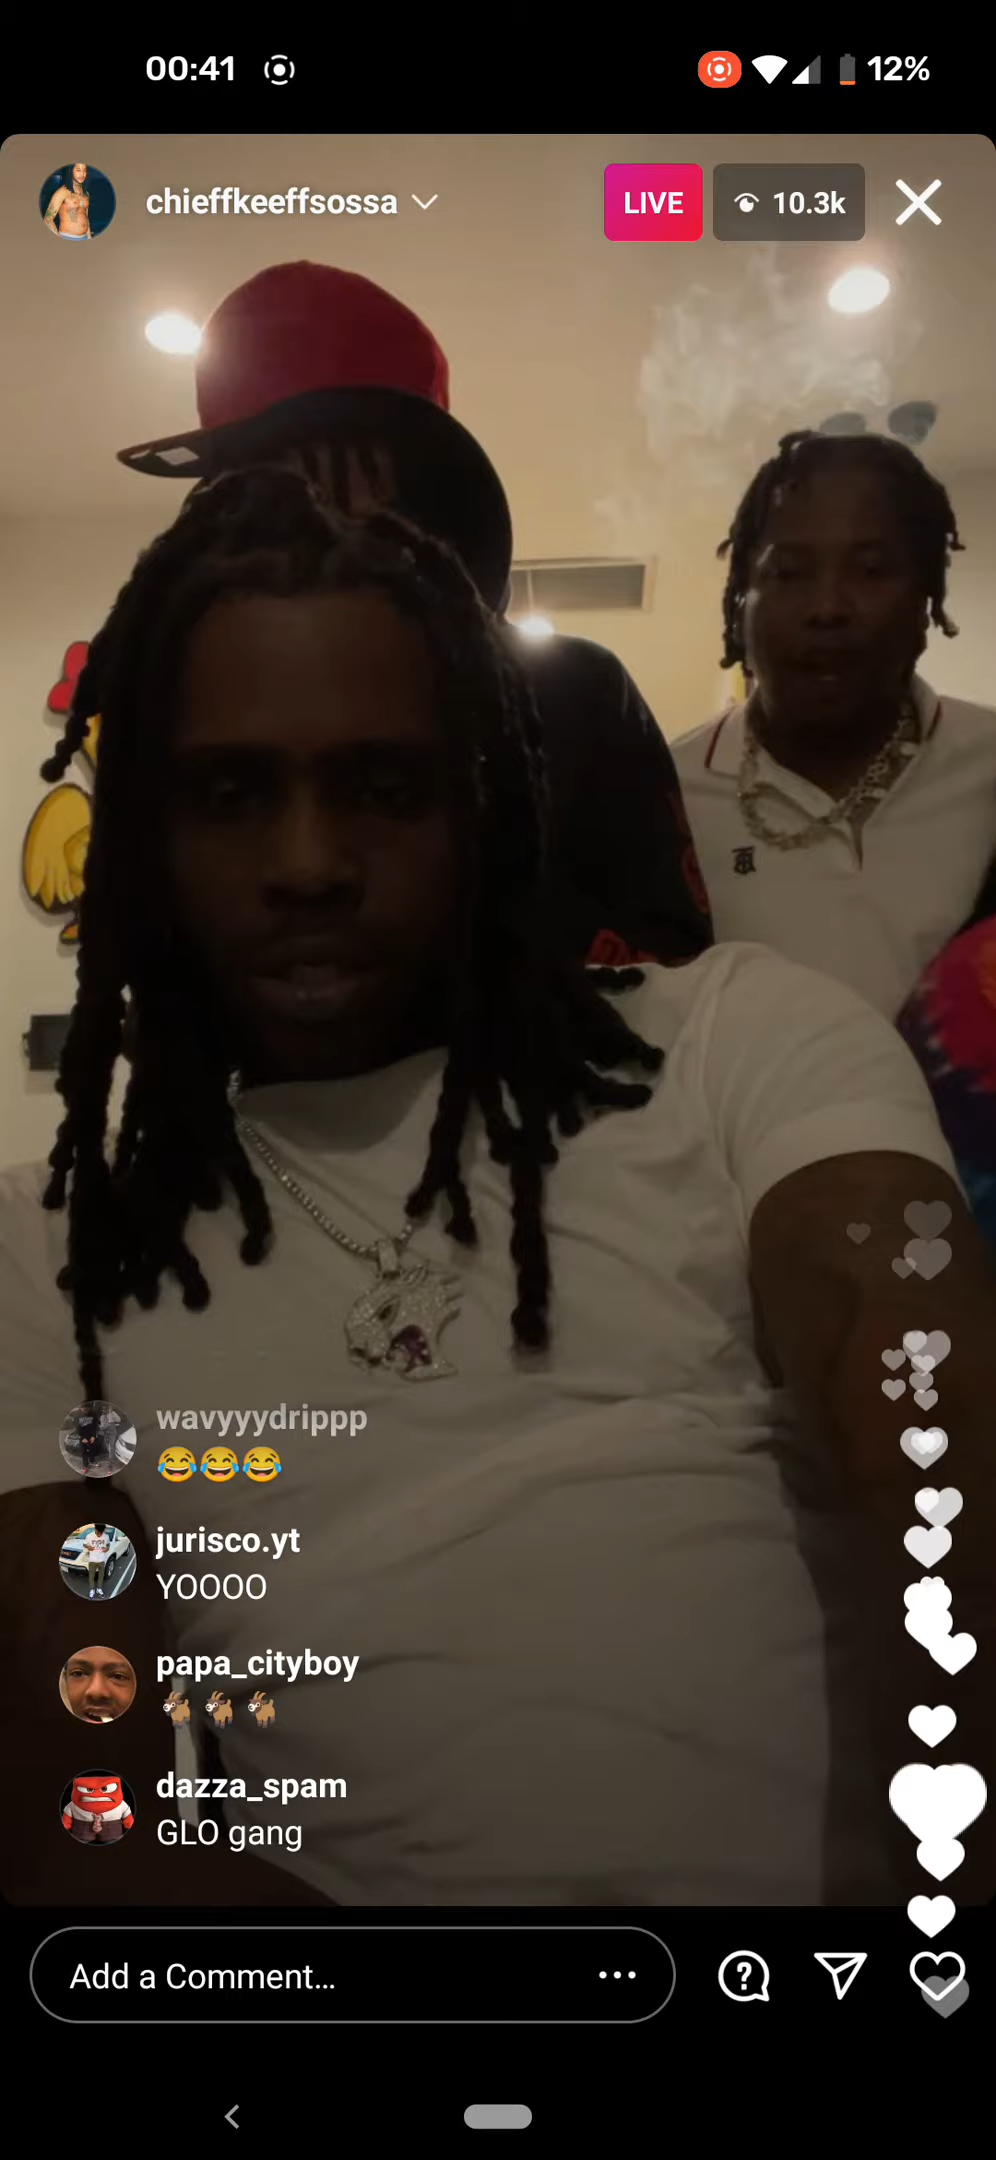 00:41
12%
chieffkeeffsossa
LIVE
10.3k
wavyyydrippp
😂😂😂
jurisco.yt
YOOOO
papa_cityboy
🐐🐐🐐
dazza_spam
GLO gang
Add a Comment...